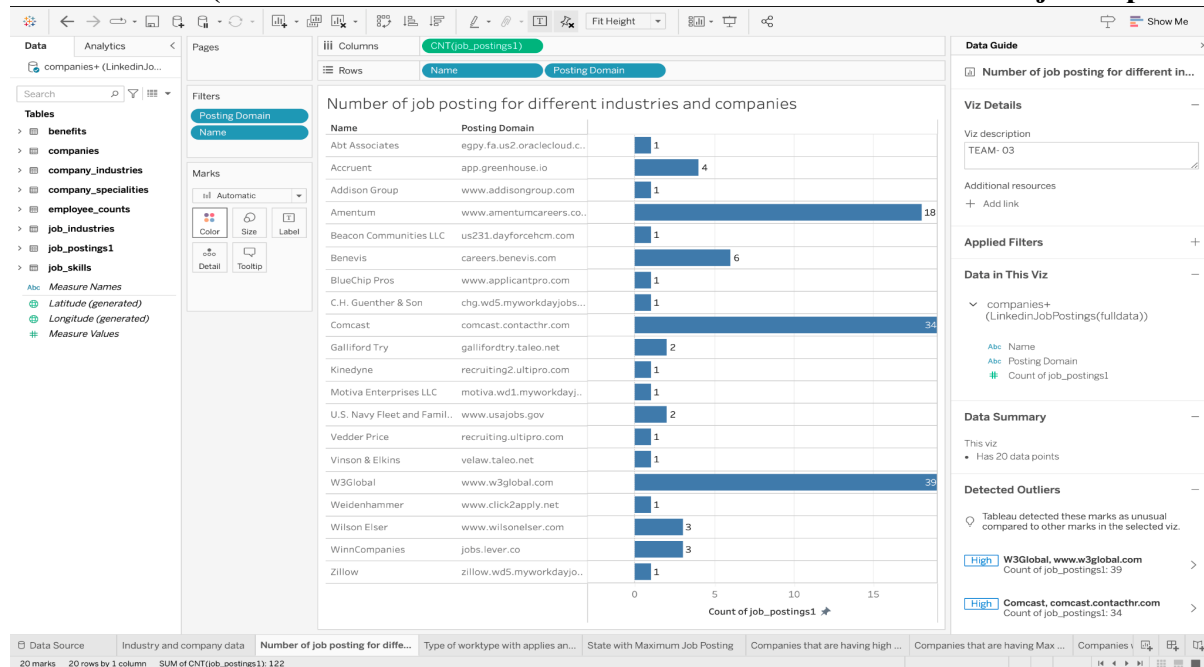 Fit Height
Show Me
Data Analytics
companies+ (LinkedinJo...
Search
Tables
benefits
companies
company_industries
company_specialities
employee_counts
job_industries
job_postings1
job_skills
Abc Measure Names
Latitude (generated)
Longitude (generated)
# Measure Values
Pages
Filters
Posting Domain
Name
Marks
Automatic
Color Size Label
Detail Tooltip
Columns CNT(job_postings1)
Rows Name Posting Domain
Number of job posting for different industries and companies
Name Posting Domain
Abt Associates egpy.fa.us2.oraclecloud.c.. 1
Accruent app.greenhouse.io 4
Addison Group www.addisongroup.com 1
Amentum www.amentumcareers.co.. 18
Beacon Communities LLC us231.dayforcehcm.com 1
Benevis careers.benevis.com 6
BlueChip Pros www.applicantpro.com 1
C.H. Guenther & Son chg.wd5.myworkdayjobs... 1
Comcast comcast.contacthr.com 34
Galliford Try gallifordtry.taleo.net 2
Kinedyne recruiting2.ultipro.com 1
Motiva Enterprises LLC motiva.wd1.myworkdayj.. 1
U.S. Navy Fleet and Famil.. www.usajobs.gov 2
Vedder Price recruiting.ultipro.com 1
Vinson & Elkins velaw.taleo.net 1
W3Global www.w3global.com 39
Weidenhammer www.click2apply.net 1
Wilson Elser www.wilsonelser.com 3
WinnCompanies jobs.lever.co 3
Zillow zillow.wd5.myworkdayjo.. 1
0 5 10 15
Count of job_postings1
Data Guide
Number of job posting for different in...
Viz Details
Viz description
TEAM- 03
Additional resources
+ Add link
Applied Filters
Data in This Viz
companies+
(LinkedinJobPostings(fulldata))
Abc Name
Abc Posting Domain
# Count of job_postings1
Data Summary
This viz
• Has 20 data points
Detected Outliers
Tableau detected these marks as unusual
compared to other marks in the selected viz.
High W3Global, www.w3global.com
Count of job_postings1: 39
High Comcast, comcast.contacthr.com
Count of job_postings1: 34
Data Source Industry and company data Number of job posting for diffe... Type of worktype with applies an... State with Maximum Job Posting Companies that are having high ... Companies that are having Max ... Companies
20 marks 20 rows by 1 column SUM of CNT(job_postings1): 122